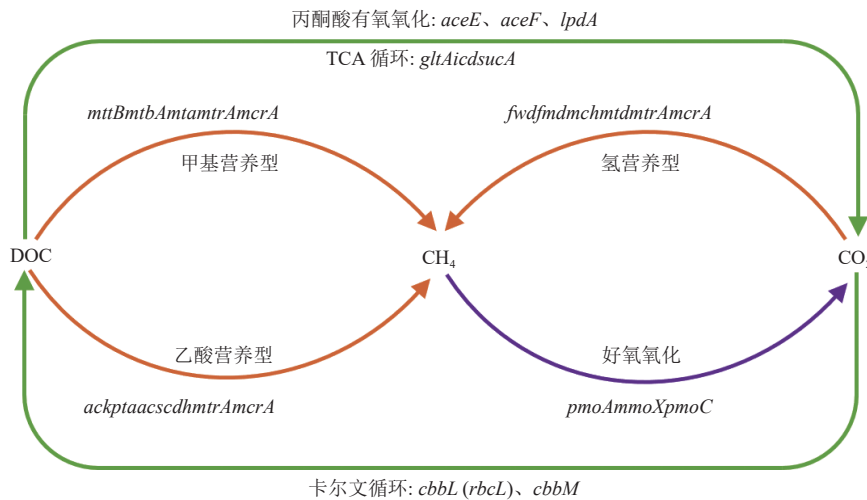 丙酮酸有氧氧化: aceE、aceF、lpdA
TCA 循环: gltAicdsucA
mttBmtbAmtamtrAmcrA
fwdfmdmchmtdmtrAmcrA
甲基营养型
氢营养型
DOC
CH₄
CO₂
乙酸营养型
好氧氧化
ackptaacscdhmtrAmcrA
pmoAmmoXpmoC
卡尔文循环: cbbL (rbcL)、cbbM